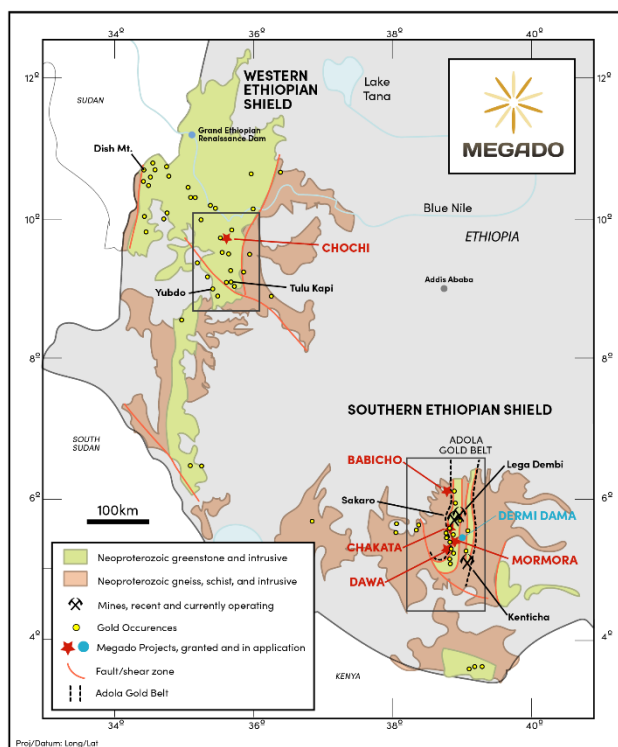 34° 36° 38° 40°
12°
10°
8°
6°
4°
12°
10°
8°
6°
4°
34° 36° 38° 40°
SUDAN
WESTERN
ETHIOPIAN
SHIELD
Lake
Tana
MEGADO
Grand Ethiopian
Renaissance Dam
Dish Mt.
Blue Nile
CHOCHI
ETHIOPIA
Addis Ababa
Yubdo
Tulu Kapi
SOUTHERN ETHIOPIAN SHIELD
SOUTH
SUDAN
ADOLA
GOLD BELT
BABICHO
Lega Dembi
Sakaro
DERMI DAMA
CHAKATA
MORMORA
DAWA
Kenticha
100km
Neoproterozoic greenstone and intrusive
Neoproterozoic gneiss, schist, and intrusive
Mines, recent and currently operating
Gold Occurences
Megado Projects, granted and in application
Fault/shear zone
Adola Gold Belt
KENYA
Proj/Datum: Long/Lat